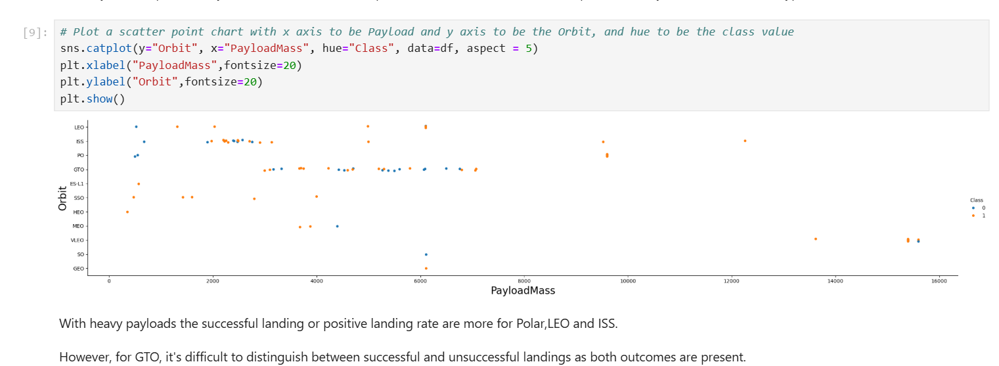 [9]: # Plot a scatter point chart with x axis to be Payload and y axis to be the Orbit, and hue to be the class value
sns.catplot(y="Orbit", x="PayloadMass", hue="Class", data=df, aspect = 5)
plt.xlabel("PayloadMass",fontsize=20)
plt.ylabel("Orbit",fontsize=20)
plt.show()
LEO
ISS
PO
GTO
ES-L1
SSO
HEO
MEO
VLEO
SO
GEO
Orbit
Class
0
1
0 2000 4000 6000 8000 10000 12000 14000 16000
PayloadMass
With heavy payloads the successful landing or positive landing rate are more for Polar,LEO and ISS.
However, for GTO, it's difficult to distinguish between successful and unsuccessful landings as both outcomes are present.